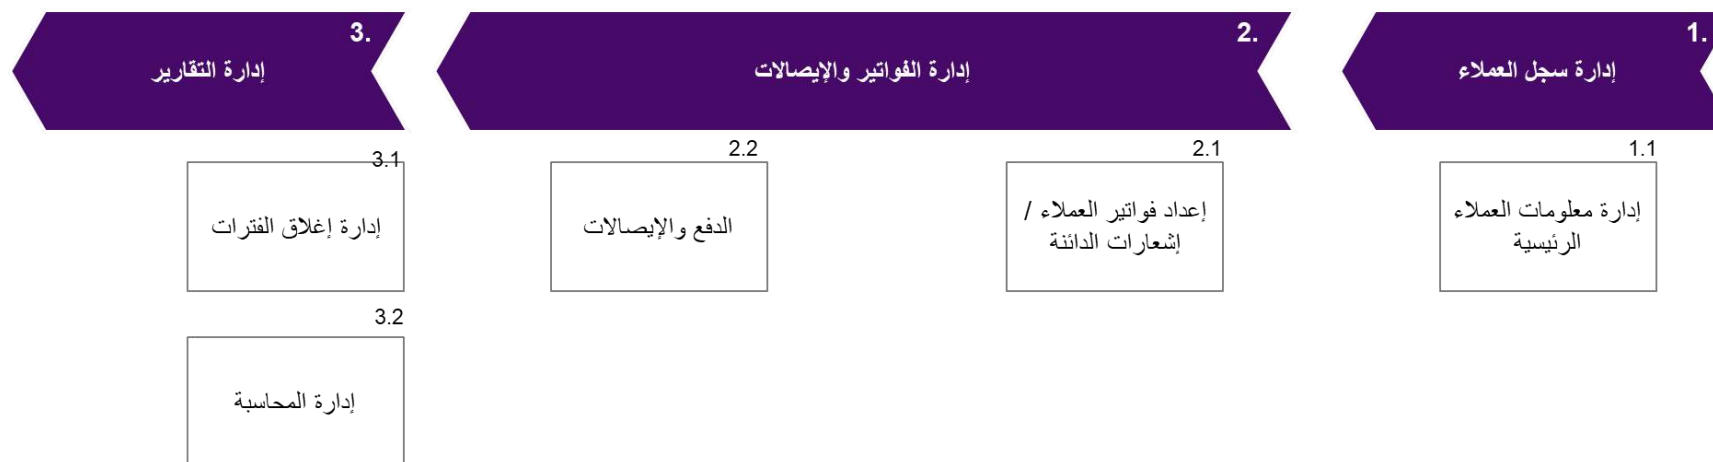 1.
إدارة سجل العملاء
2.
إدارة الفواتير والإيصالات
3.
إدارة التقارير
1.1
إدارة معلومات العملاء
الرئيسية
2.1
إعداد فواتير العملاء /
إشعارات الدائنة
2.2
الدفع والإيصالات
3.1
إدارة إغلاق الفترات
3.2
إدارة المحاسبة